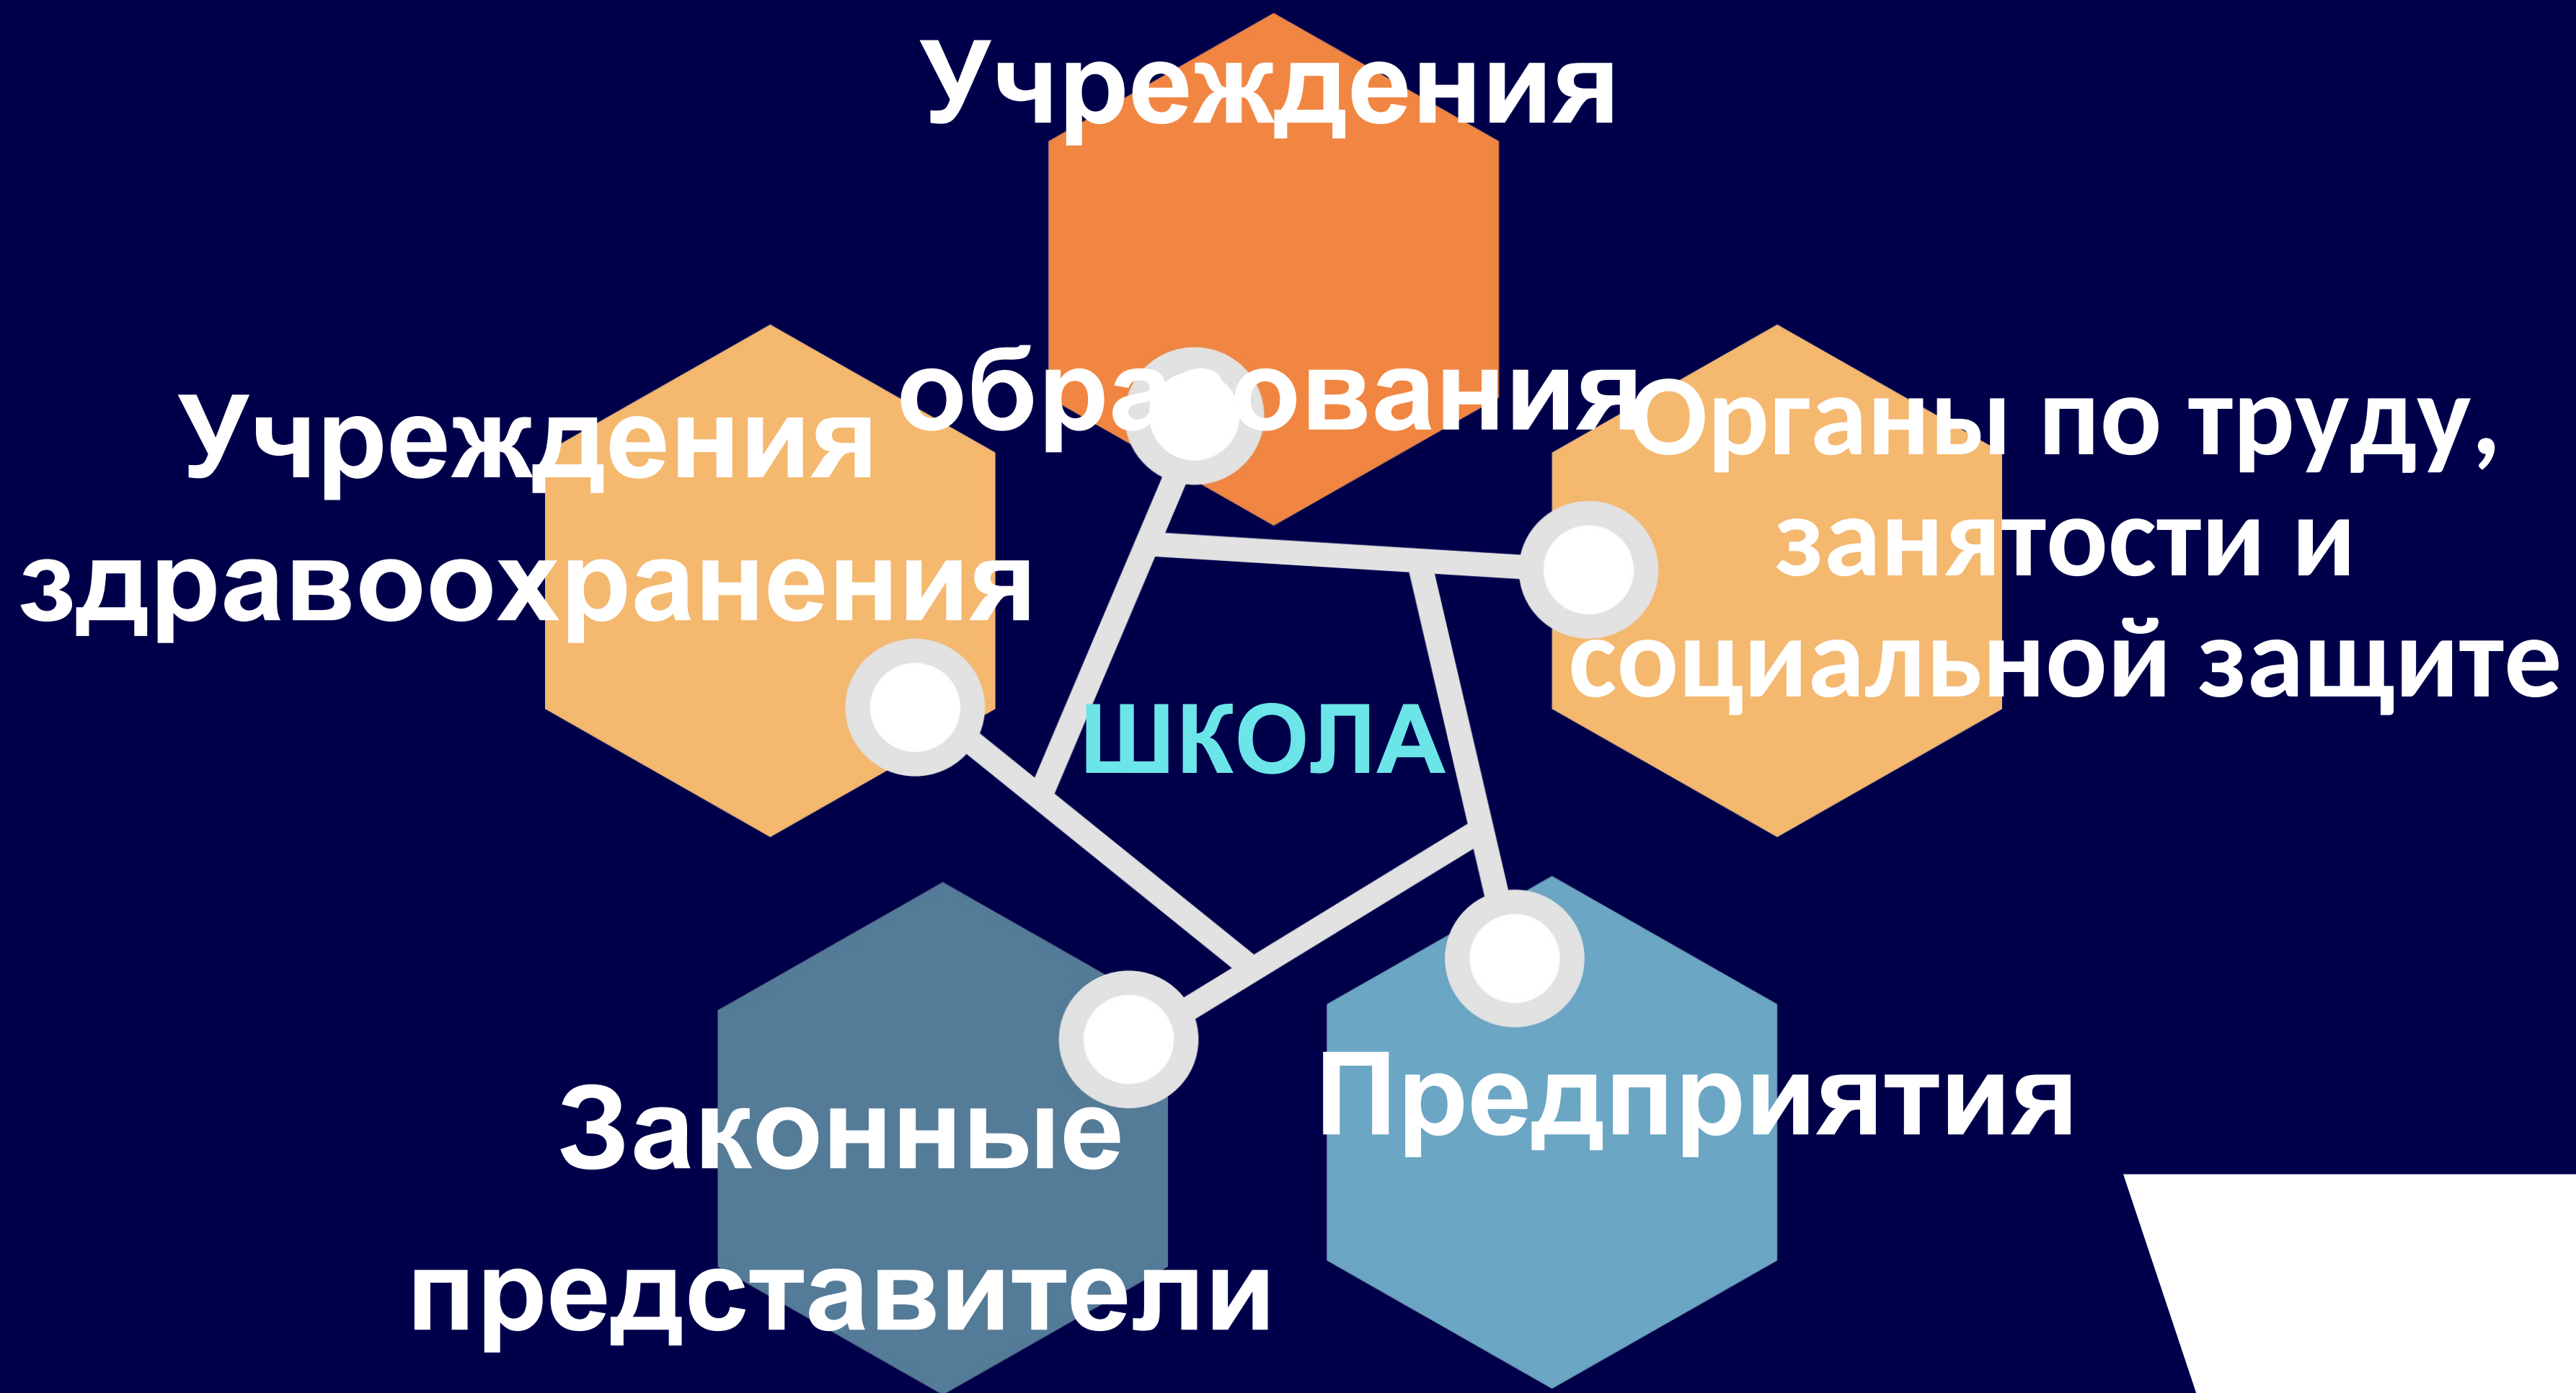 Учреждения
образования
Учреждения
здравоохранения
Органы по труду,
занятости и
социальной защите
ШКОЛА
Законные
представители
Предприятия